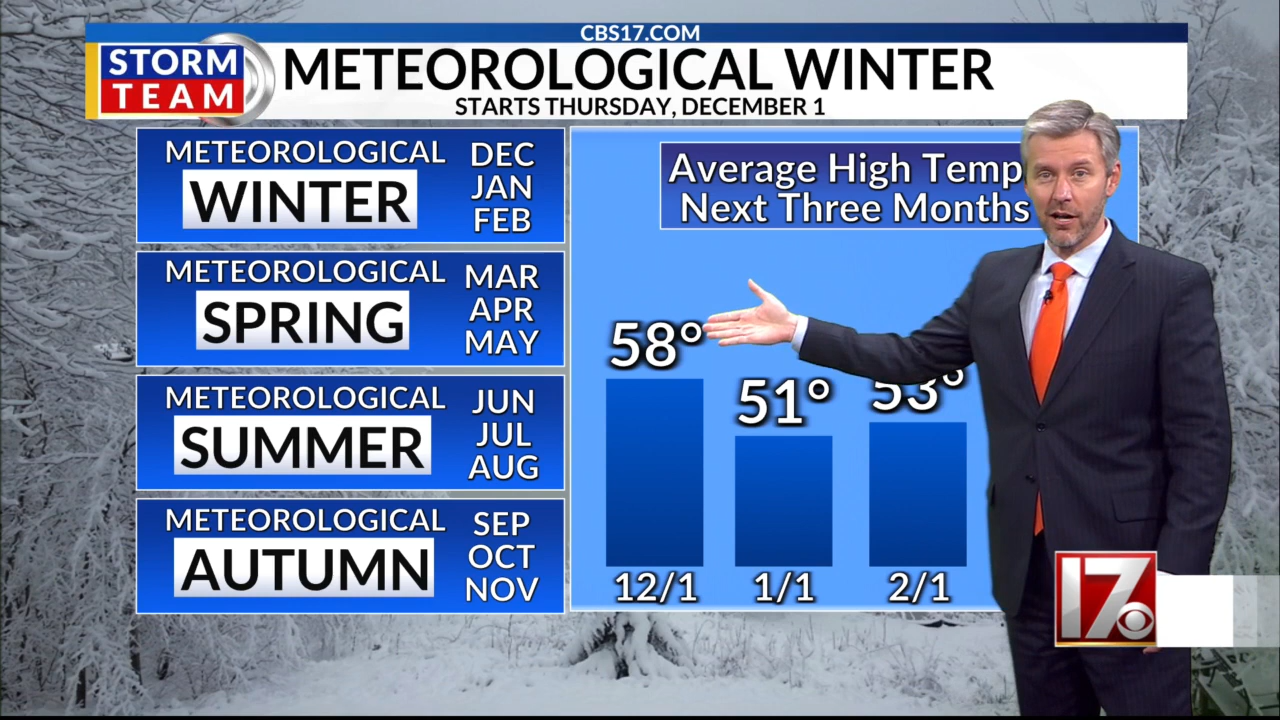 CBS17.COM
STORM
TEAM
METEOROLOGICAL WINTER
STARTS THURSDAY, DECEMBER 1
METEOROLOGICAL
WINTER
DEC
JAN
FEB
METEOROLOGICAL
SPRING
MAR
APR
MAY
METEOROLOGICAL
SUMMER
JUN
JUL
AUG
METEOROLOGICAL
AUTUMN
SEP
OCT
NOV
Average High Temp
Next Three Months
58°
51°
53°
12/1
1/1
2/1
17